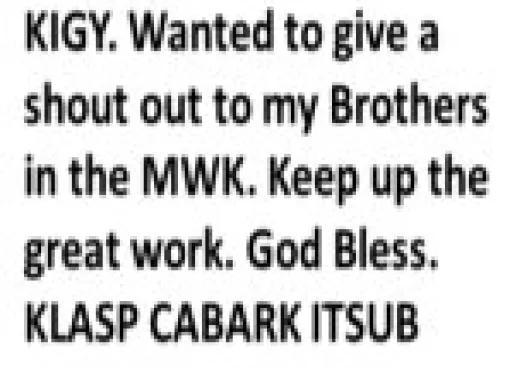 KIGY. Wanted to give a
shout out to my Brothers
in the MWK. Keep up the
great work. God Bless.
KLASP CABARK ITSUB